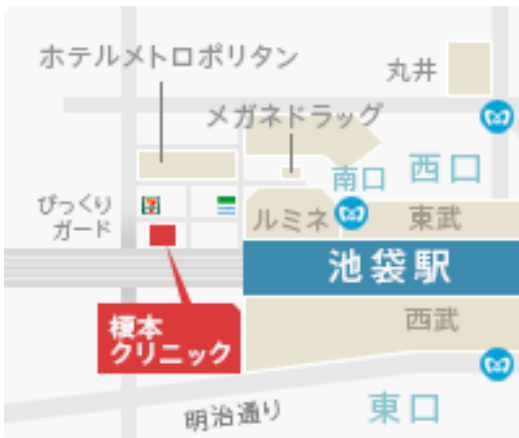 ホテルメトロポリタン
丸井
メガネドラッグ
南口
西口
びっくり
ガード
7
ルミネ
東武
池袋駅
榎本
クリニック
西武
明治通り
東口